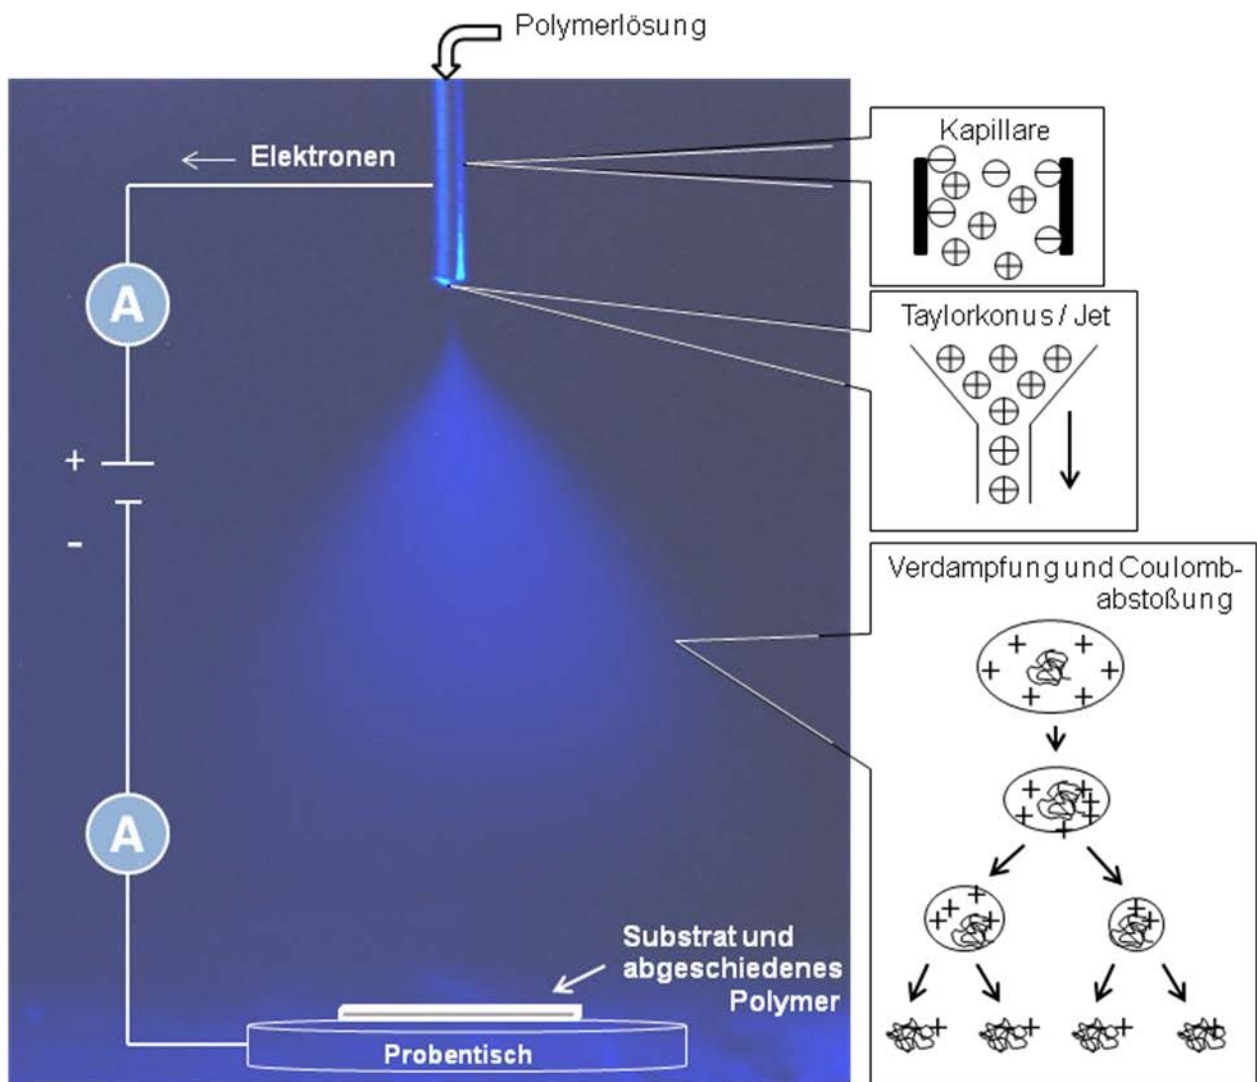 Polymerlösung
Elektronen
A
+
-
A
Substrat und
abgeschiedenes
Polymer
Probentisch
Kapillare
Taylorkonus / Jet
Verdampfung und Coulomb-
abstoßung